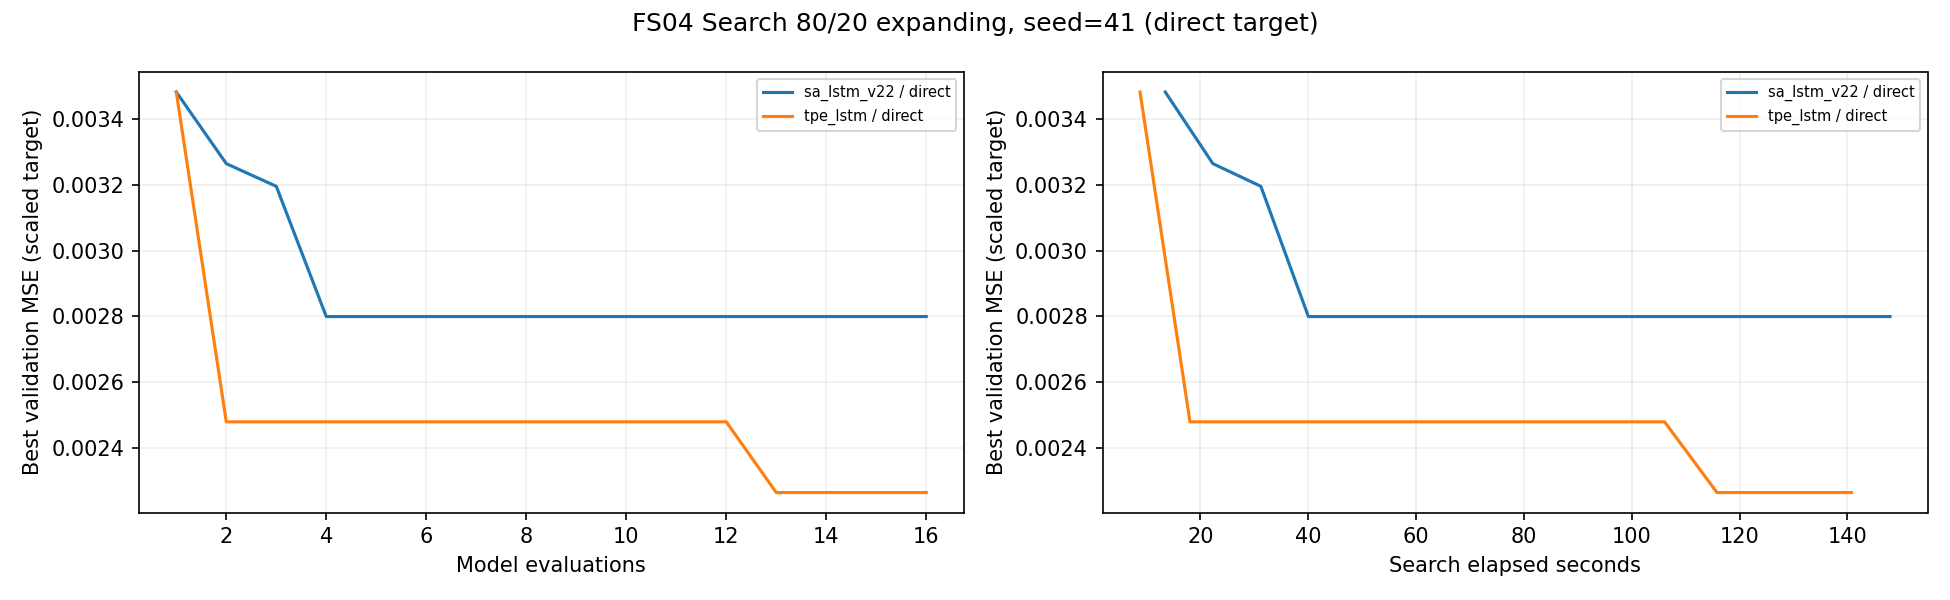 FS04 Search 80/20 expanding, seed=41 (direct target)
Best validation MSE (scaled target)
0.0034
0.0032
0.0030
0.0028
0.0026
0.0024
sa_lstm_v22 / direct
tpe_lstm / direct
2 4 6 8 10 12 14 16
Model evaluations
Best validation MSE (scaled target)
0.0034
0.0032
0.0030
0.0028
0.0026
0.0024
sa_lstm_v22 / direct
tpe_lstm / direct
20 40 60 80 100 120 140
Search elapsed seconds